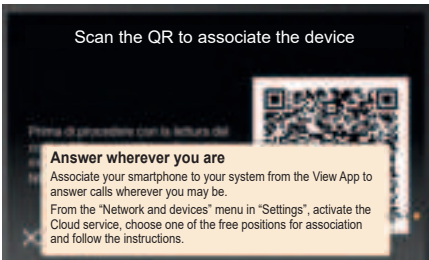 Scan the QR to associate the device
Prima di procedere con la lettura del
Answer wherever you are
Associate your smartphone to your system from the View App to
answer calls wherever you may be.
From the “Network and devices” menu in “Settings”, activate the
Cloud service, choose one of the free positions for association
and follow the instructions.